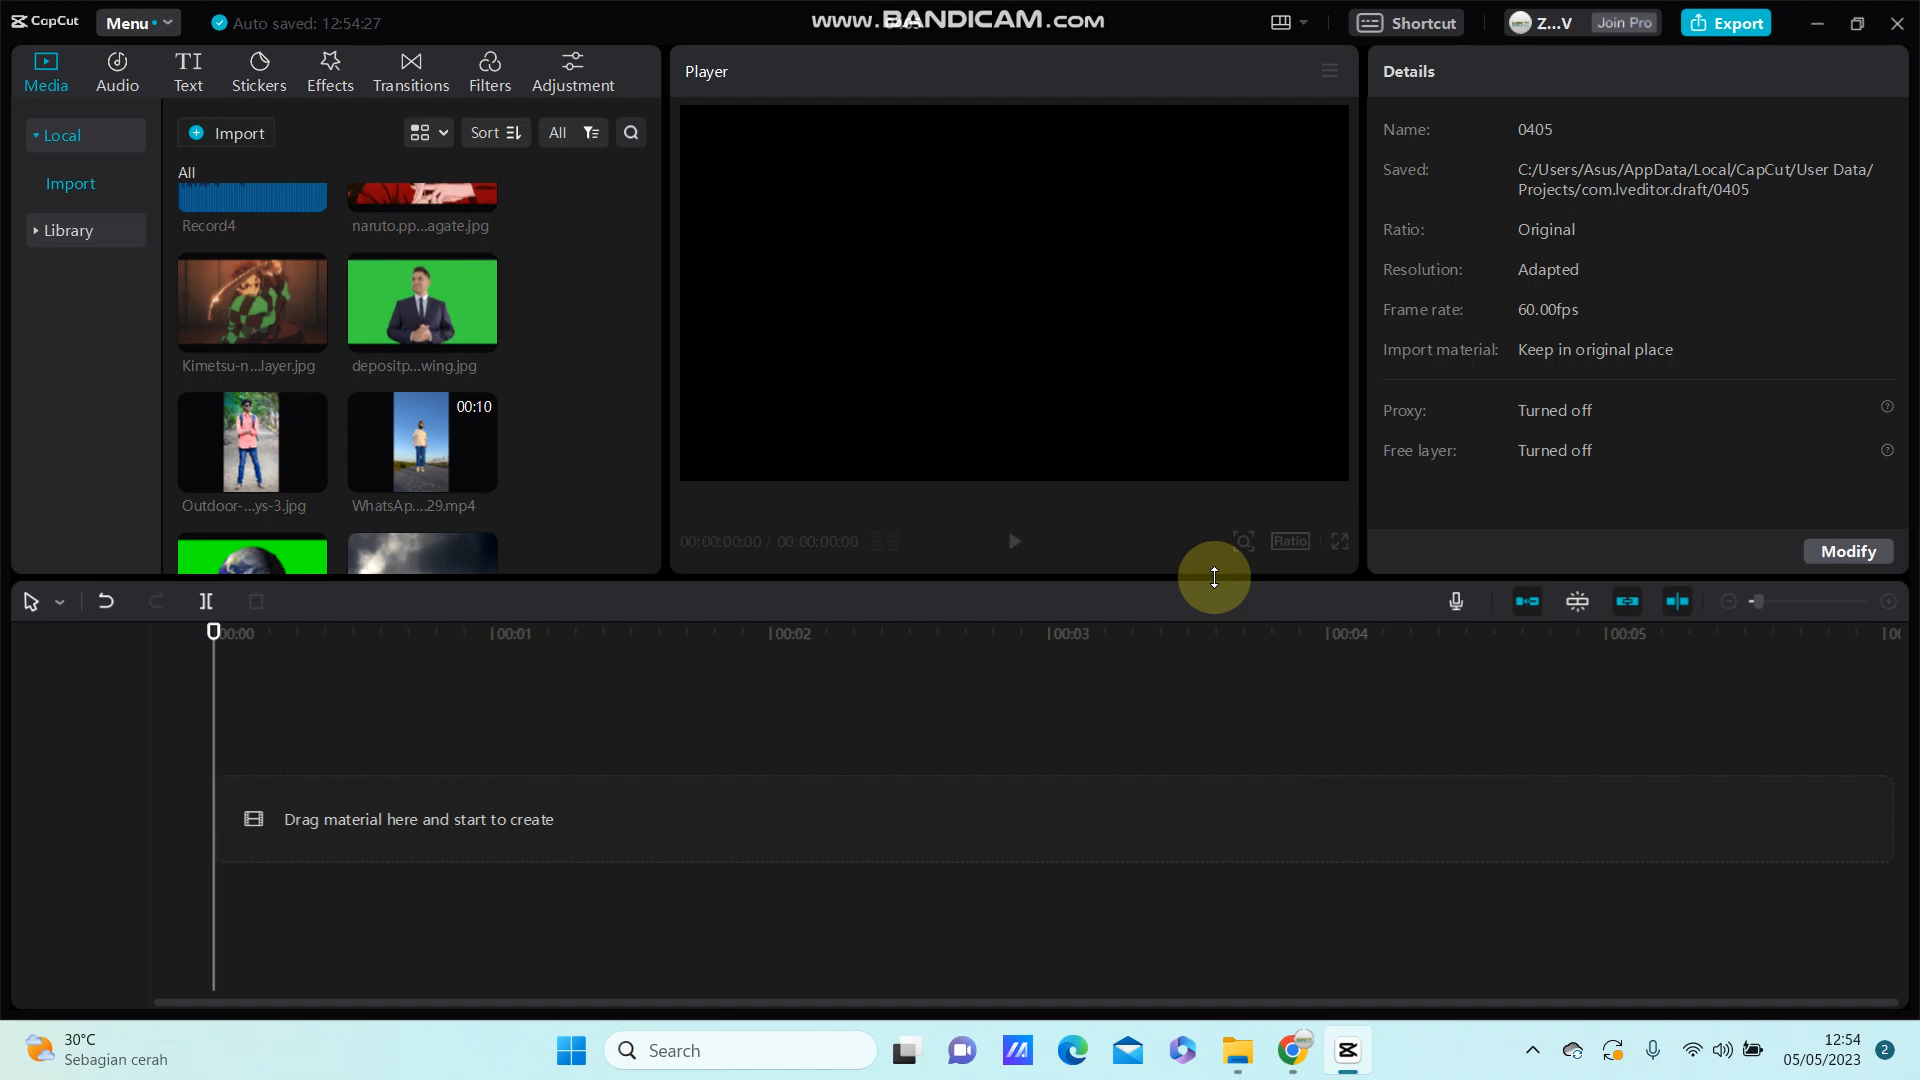 CapCut
Menu
Auto saved: 12:54:27
www.BANDICAM.com
Shortcut
Z...V
Join Pro
Export
Media
Audio
Text
Stickers
Effects
Transitions
Filters
Adjustment
Local
Import
Library
Import
Sort
All
All
Record4
naruto.pp...agate.jpg
Kimetsu-n...layer.jpg
depositp...wing.jpg
00:10
Outdoor-...ys-3.jpg
WhatsAp....29.mp4
Player
00:00:00:00 / 00:00:00:00
Ratio
Details
Name: 0405
Saved: C:/Users/Asus/AppData/Local/CapCut/User Data/
Projects/com.lveditor.draft/0405
Ratio: Original
Resolution: Adapted
Frame rate: 60.00fps
Import material: Keep in original place
Proxy: Turned off
Free layer: Turned off
Modify
00:00
00:01
00:02
00:03
00:04
00:05
Drag material here and start to create
30°C
Sebagian cerah
Search
12:54
05/05/2023
2